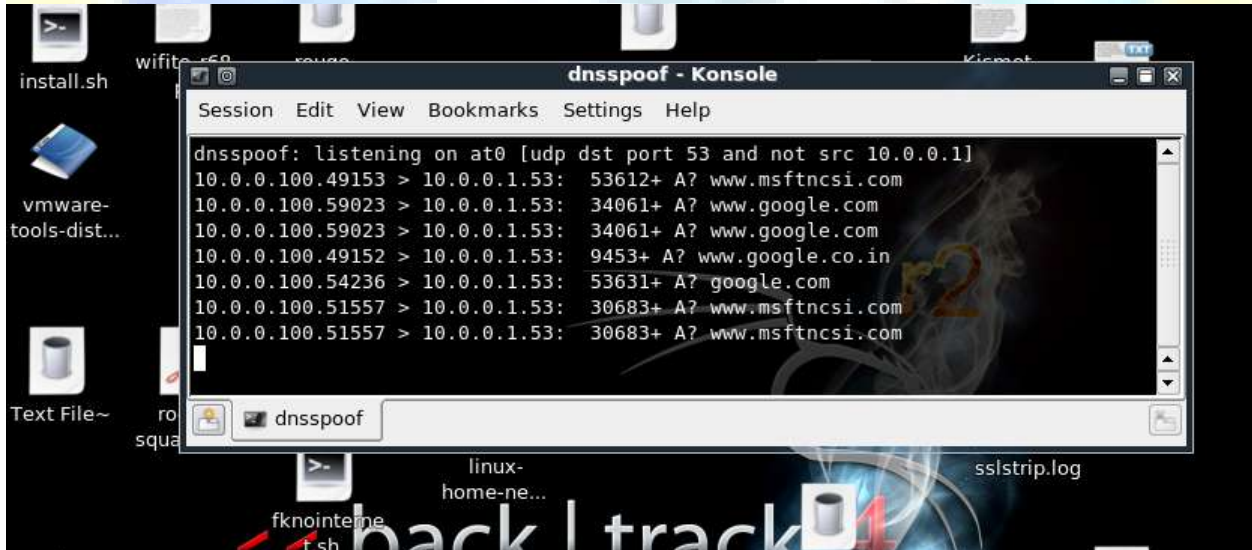 install.sh
dnsspoof - Konsole
Session Edit View Bookmarks Settings Help
dnsspoof: listening on at0 [udp dst port 53 and not src 10.0.0.1]
10.0.0.100.49153 > 10.0.0.1.53: 53612+ A? www.msftncsi.com
10.0.0.100.59023 > 10.0.0.1.53: 34061+ A? www.google.com
10.0.0.100.59023 > 10.0.0.1.53: 34061+ A? www.google.com
10.0.0.100.49152 > 10.0.0.1.53: 9453+ A? www.google.co.in
10.0.0.100.54236 > 10.0.0.1.53: 53631+ A? google.com
10.0.0.100.51557 > 10.0.0.1.53: 30683+ A? www.msftncsi.com
10.0.0.100.51557 > 10.0.0.1.53: 30683+ A? www.msftncsi.com
TXT
vmware-
tools-dist...
r2
Text File~
ro
squa
dnsspoof
linux-
home-ne...
sslstrip.log
fknointerne
t.sh
<< back | track 4